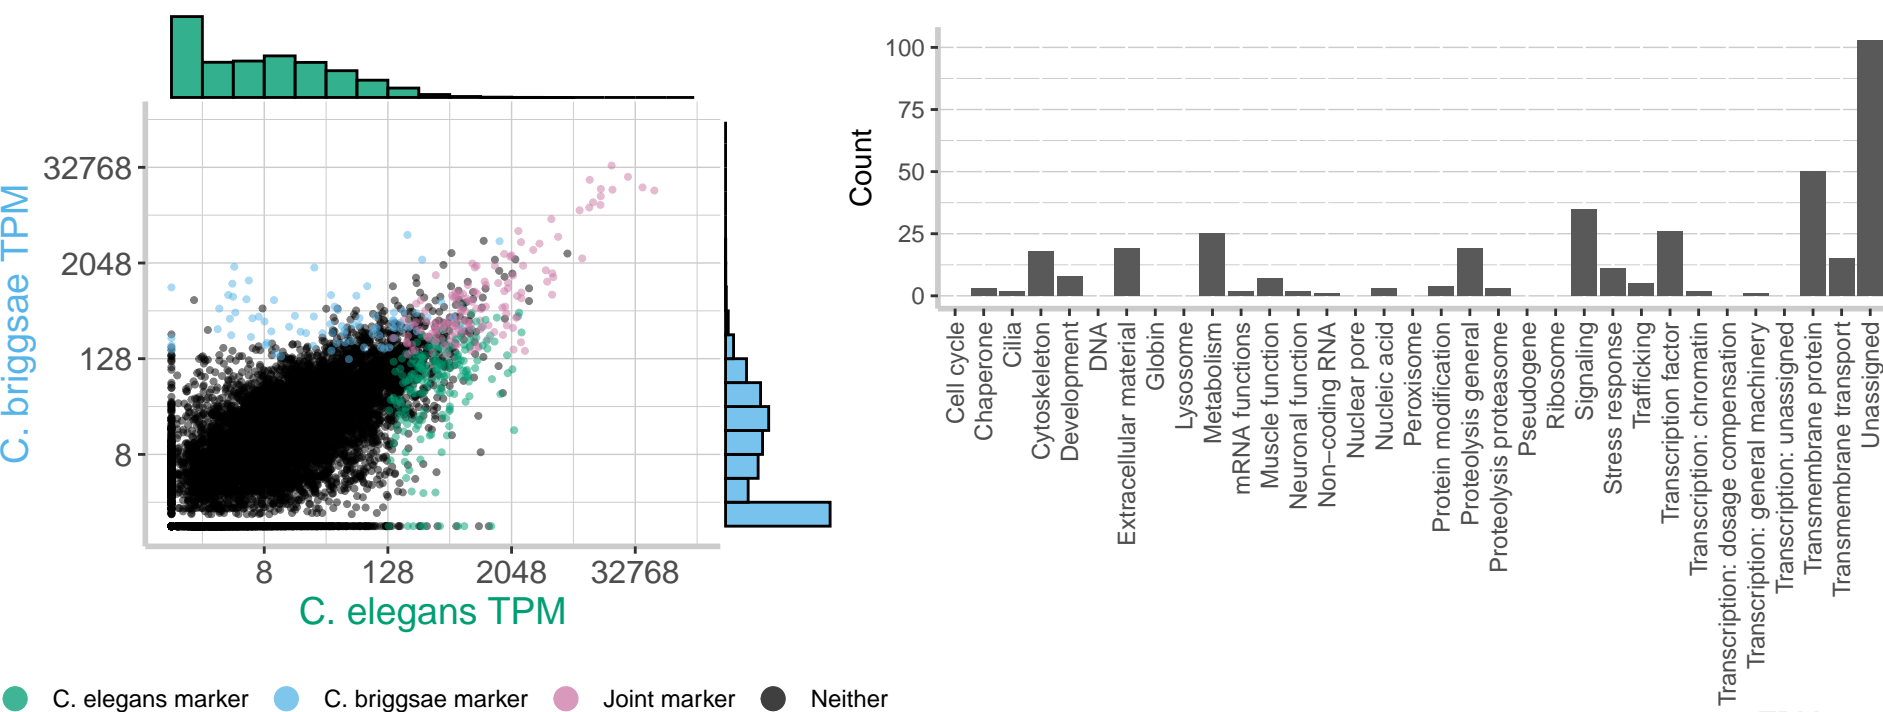 C. briggsae TPM
32768
2048
128
8
8
128
2048
32768
C. elegans TPM
C. elegans marker
C. briggsae marker
Joint marker
Neither
Count
100
75
50
25
0
Cell cycle
Chaperone
Cilia
Cytoskeleton
Development
DNA
Extracellular material
Globin
Lysosome
Metabolism
mRNA functions
Muscle function
Neuronal function
Non−coding RNA
Nuclear pore
Nucleic acid
Peroxisome
Protein modification
Proteolysis general
Proteolysis proteasome
Pseudogene
Ribosome
Signaling
Stress response
Trafficking
Transcription factor
Transcription: chromatin
Transcription: dosage compensation
Transcription: general machinery
Transcription: unassigned
Transmembrane protein
Transmembrane transport
Unassigned